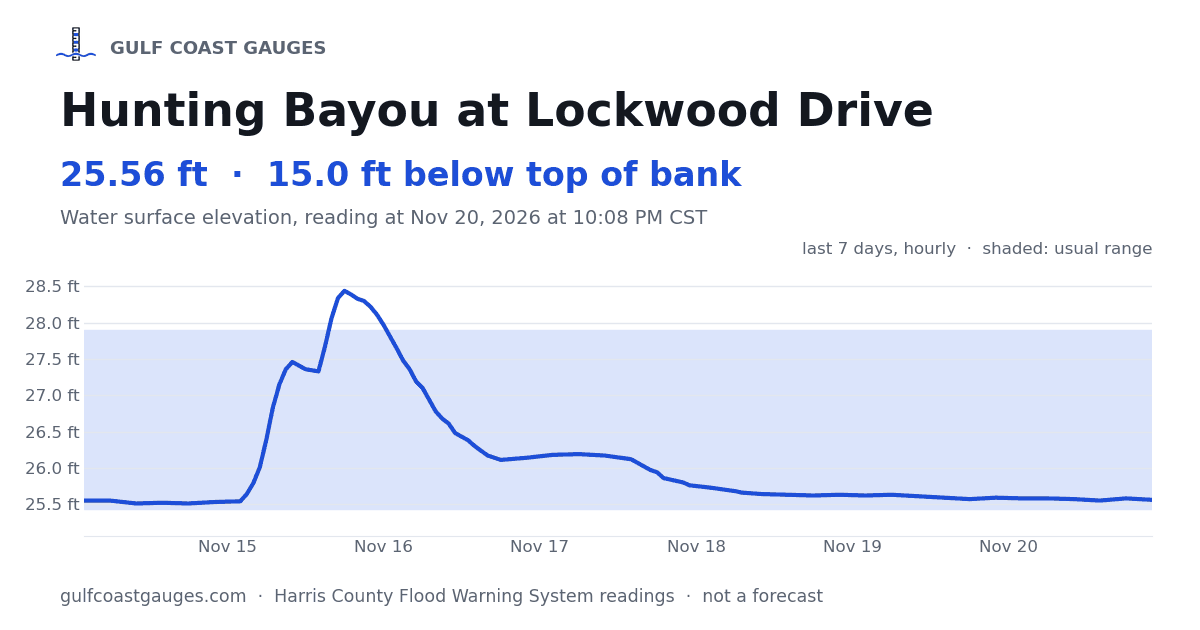 GULF COAST GAUGES
Hunting Bayou at Lockwood Drive
25.56 ft · 15.0 ft below top of bank
Water surface elevation, reading at Nov 20, 2026 at 10:08 PM CST
last 7 days, hourly · shaded: usual range
28.5 ft
28.0 ft
27.5 ft
27.0 ft
26.5 ft
26.0 ft
25.5 ft
Nov 15 Nov 16 Nov 17 Nov 18 Nov 19 Nov 20
gulfcoastgauges.com · Harris County Flood Warning System readings · not a forecast